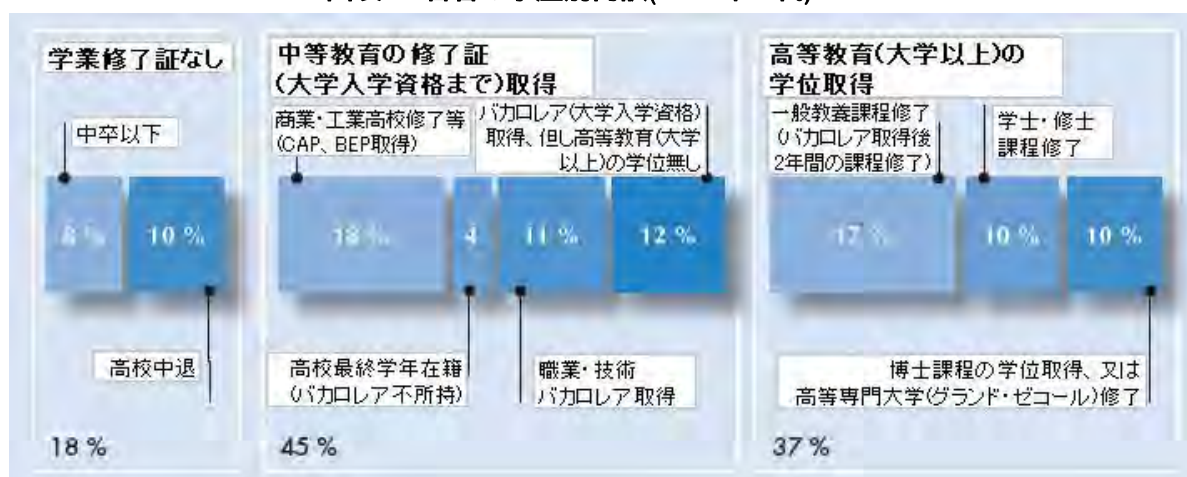 学業修了証なし
中卒以下
8 %
10 %
高校中退
18 %
中等教育の修了証
(大学入学資格まで)取得
商業・工業高校修了等
(CAP、BEP取得)
バカロレア(大学入学資格)
取得、但し高等教育(大学
以上)の学位無し
18 %
4
11 %
12 %
高校最終学年在籍
(バカロレア不所持)
職業・技術
バカロレア取得
45 %
高等教育(大学以上)の
学位取得
一般教養課程修了
(バカロレア取得後
2年間の課程修了)
学士・修士
課程修了
17 %
10 %
10 %
博士課程の学位取得、又は
高等専門大学(グランド・ゼコール)修了
37 %